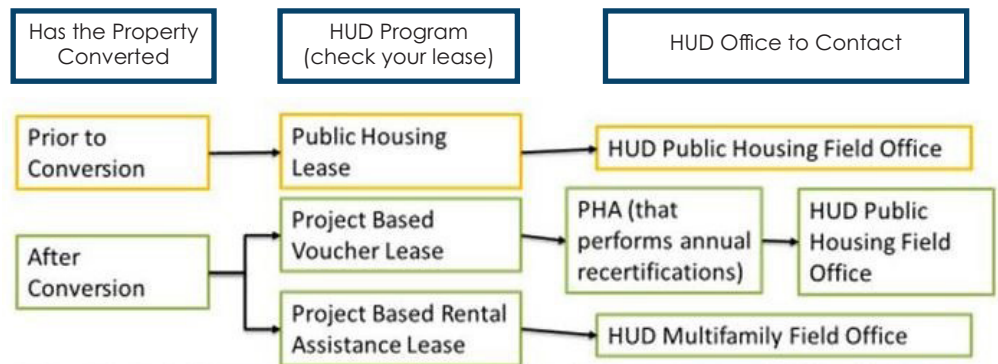 Has the Property
Converted
HUD Program
(check your lease)
HUD Office to Contact
Prior to
Conversion
Public Housing
Lease
HUD Public Housing Field Office
After
Conversion
Project Based
Voucher Lease
PHA (that
performs annual
recertifications)
HUD Public
Housing Field
Office
Project Based Rental
Assistance Lease
HUD Multifamily Field Office